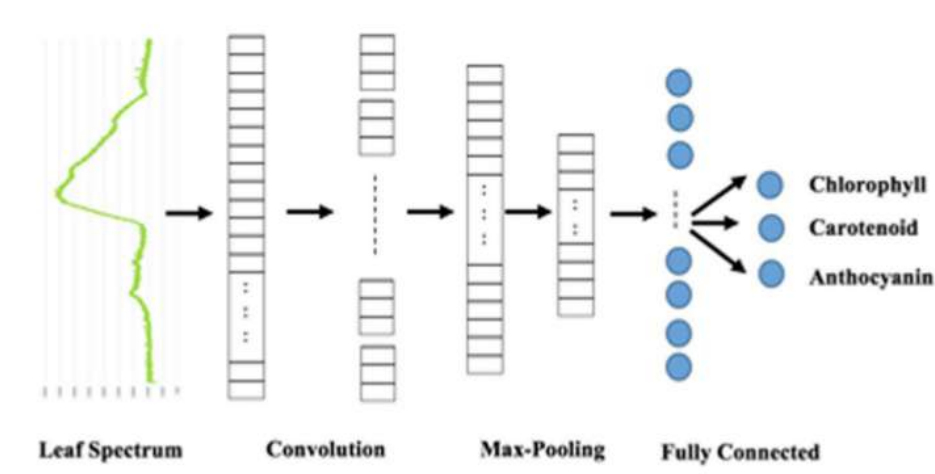 Chlorophyll
Carotenoid
Anthocyanin
Leaf Spectrum
Convolution
Max-Pooling
Fully Connected